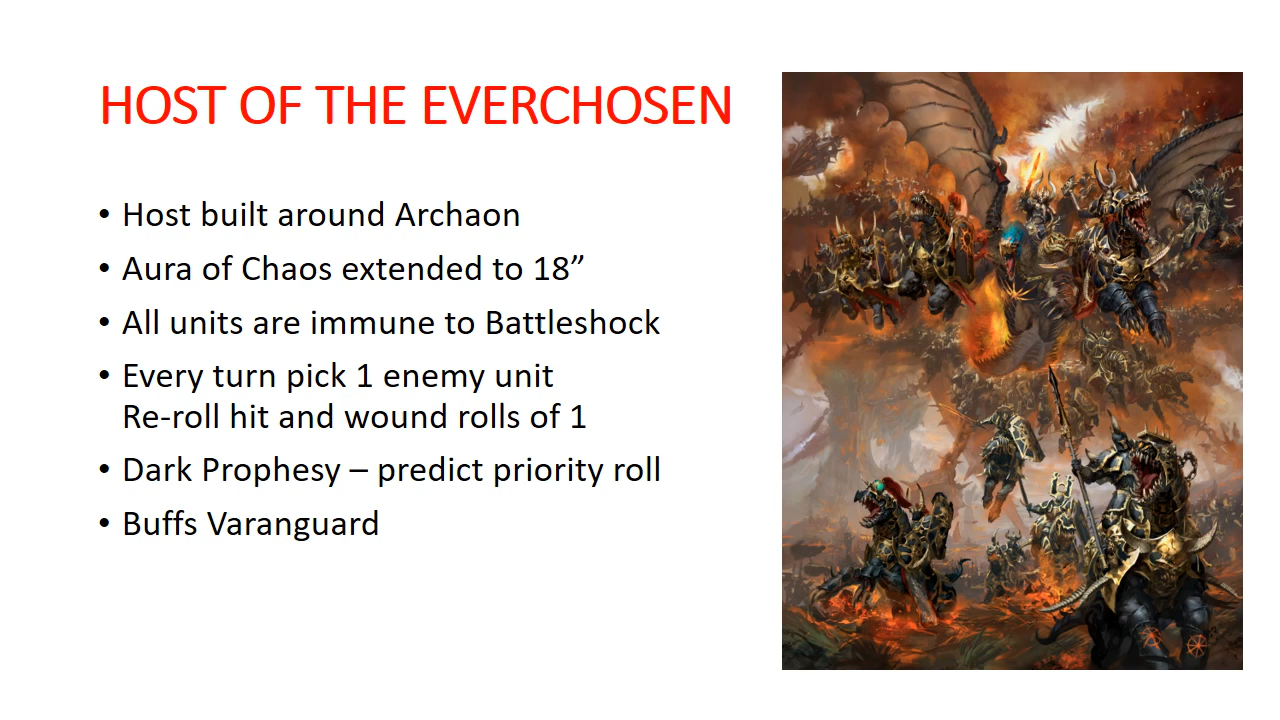 HOST OF THE EVERCHOSEN
• Host built around Archaon
• Aura of Chaos extended to 18”
• All units are immune to Battleshock
• Every turn pick 1 enemy unit
Re-roll hit and wound rolls of 1
• Dark Prophesy – predict priority roll
• Buffs Varanguard